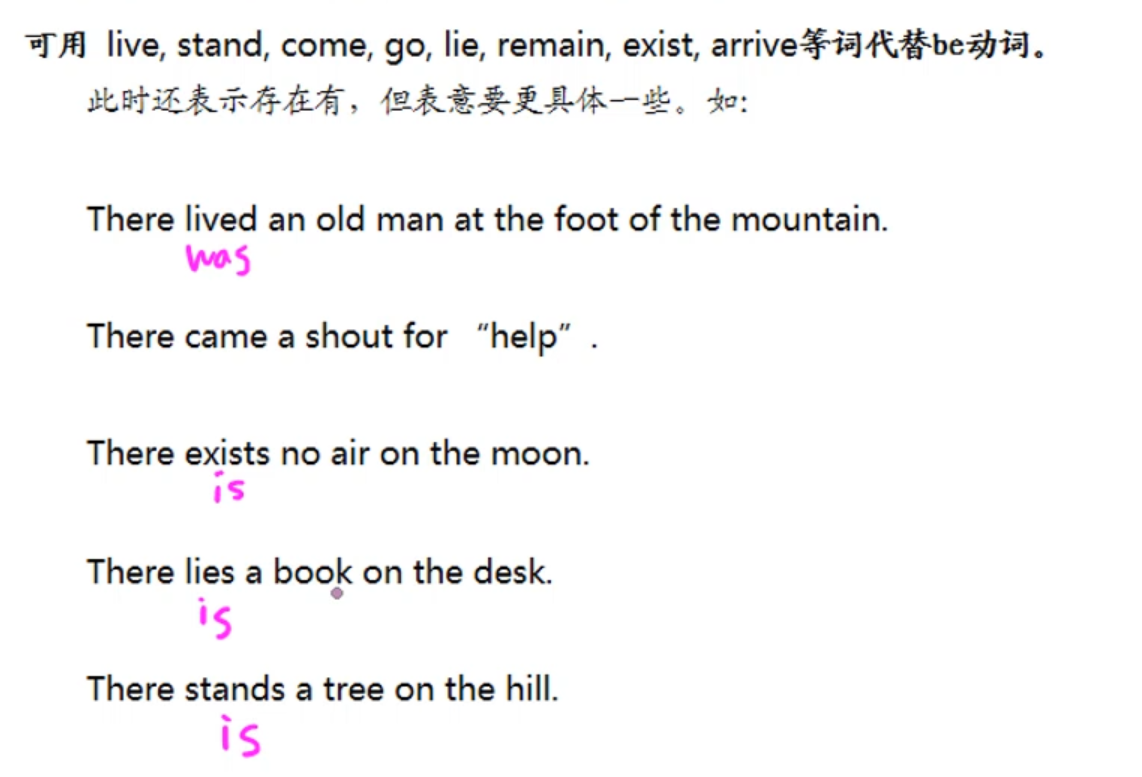 可用 live, stand, come, go, lie, remain, exist, arrive等词代替be动词。
此时还表示存在有，但表意要更具体一些。如:
There lived an old man at the foot of the mountain.
was
There came a shout for “help” .
There exists no air on the moon.
is
There lies a book on the desk.
is
There stands a tree on the hill.
is